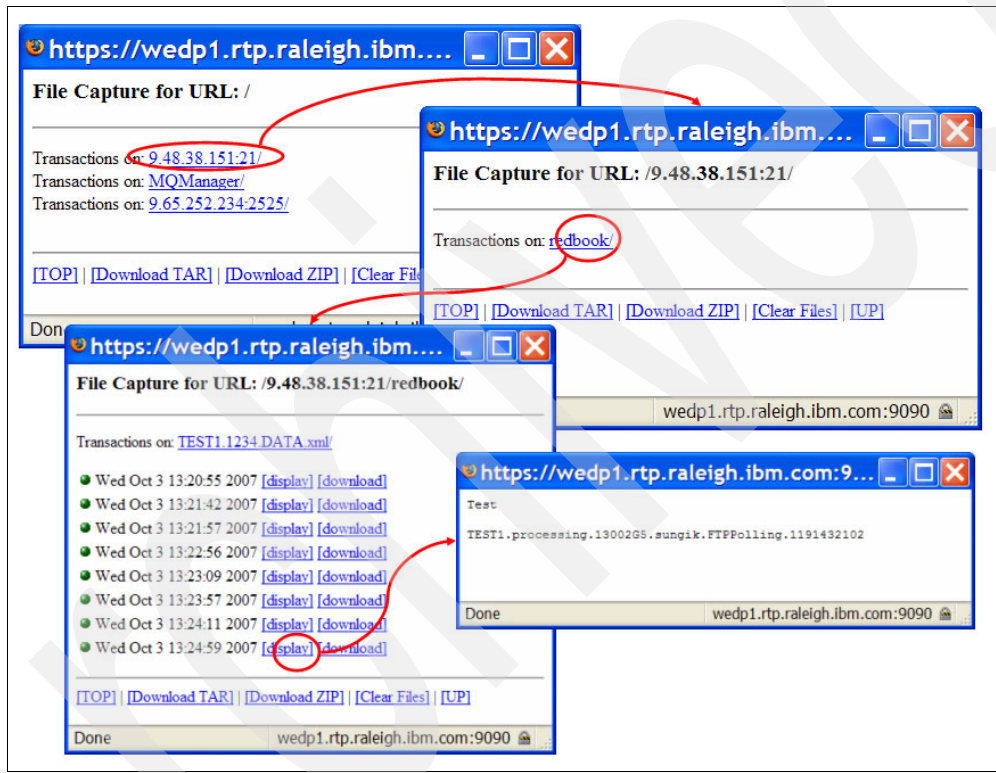 https://wedp1.rtp.raleigh.ibm....
File Capture for URL: /
Transactions on: 9.48.38.151:21/
Transactions on: MQManager/
Transactions on: 9.65.252.234:2525/
[TOP] | [Download TAR] | [Download ZIP] | [Clear File
Don
https://wedp1.rtp.raleigh.ibm....
File Capture for URL: /9.48.38.151:21/
Transactions on: redbook/
[TOP] | [Download TAR] | [Download ZIP] | [Clear Files] | [UP]
wedp1.rtp.raleigh.ibm.com:9090
https://wedp1.rtp.raleigh.ibm....
File Capture for URL: /9.48.38.151:21/redbook/
Transactions on: TEST1.1234.DATA.xml/
Wed Oct 3 13:20:55 2007 [display] [download]
Wed Oct 3 13:21:42 2007 [display] [download]
Wed Oct 3 13:21:57 2007 [display] [download]
Wed Oct 3 13:22:56 2007 [display] [download]
Wed Oct 3 13:23:09 2007 [display] [download]
Wed Oct 3 13:23:57 2007 [display] [download]
Wed Oct 3 13:24:11 2007 [display] [download]
Wed Oct 3 13:24:59 2007 [display] [download]
[TOP] | [Download TAR] | [Download ZIP] | [Clear Files] | [UP]
Done wedp1.rtp.raleigh.ibm.com:9090
https://wedp1.rtp.raleigh.ibm.com:9...
Test
TEST1.processing.13002G5.sungik.FTPPolling.1191432102
Done wedp1.rtp.raleigh.ibm.com:9090